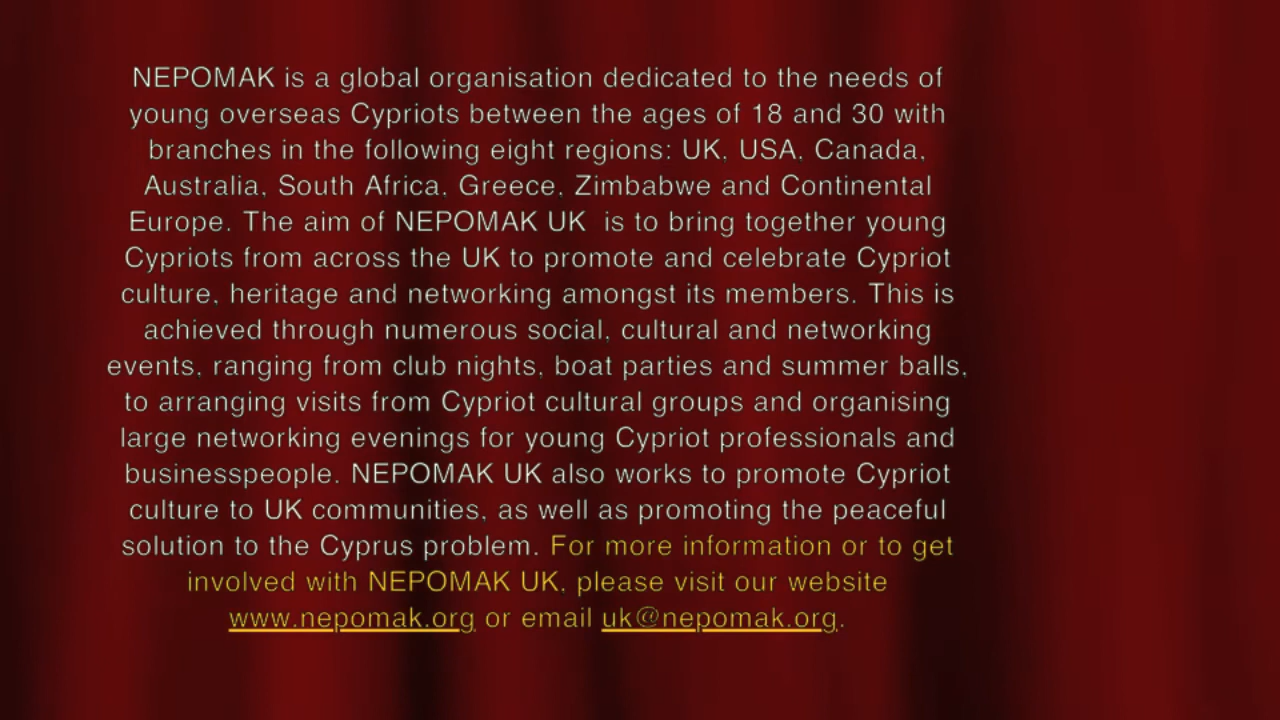 NEPOMAK is a global organisation dedicated to the needs of
young overseas Cypriots between the ages of 18 and 30 with
branches in the following eight regions: UK, USA, Canada,
Australia, South Africa, Greece, Zimbabwe and Continental
Europe. The aim of NEPOMAK UK  is to bring together young
Cypriots from across the UK to promote and celebrate Cypriot
culture, heritage and networking amongst its members. This is
achieved through numerous social, cultural and networking
events, ranging from club nights, boat parties and summer balls,
to arranging visits from Cypriot cultural groups and organising
large networking evenings for young Cypriot professionals and
businesspeople. NEPOMAK UK also works to promote Cypriot
culture to UK communities, as well as promoting the peaceful
solution to the Cyprus problem. For more information or to get
involved with NEPOMAK UK, please visit our website
www.nepomak.org or email uk@nepomak.org.